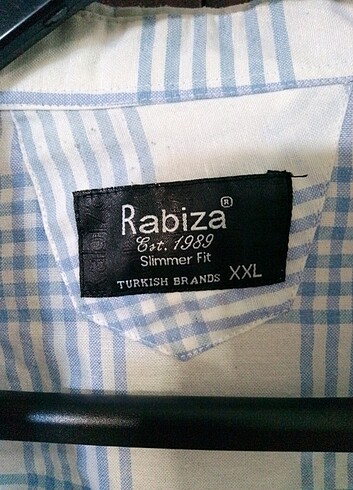 Rabiza®
Est. 1989
Slimmer Fit
TURKISH BRANDS XXL